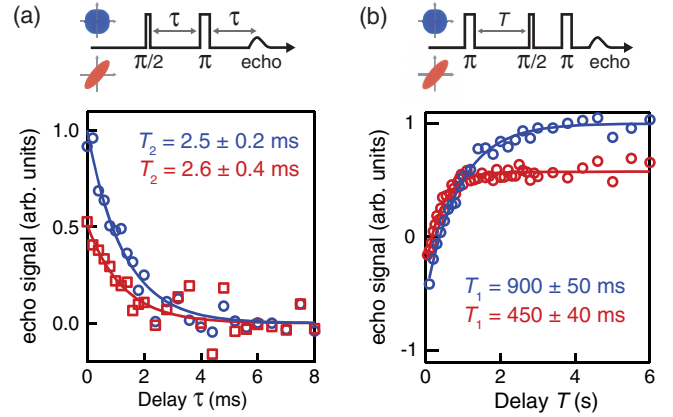 (a)
τ
τ
π/2
π
echo
echo signal (arb. units)
1.0
0.5
0.0
T2 = 2.5 ± 0.2 ms
T2 = 2.6 ± 0.4 ms
0
2
4
6
8
Delay τ (ms)
(b)
T
π
π/2
π
echo
echo signal (arb. units)
1
0
-1
T1 = 900 ± 50 ms
T1 = 450 ± 40 ms
0
2
4
6
Delay T (s)